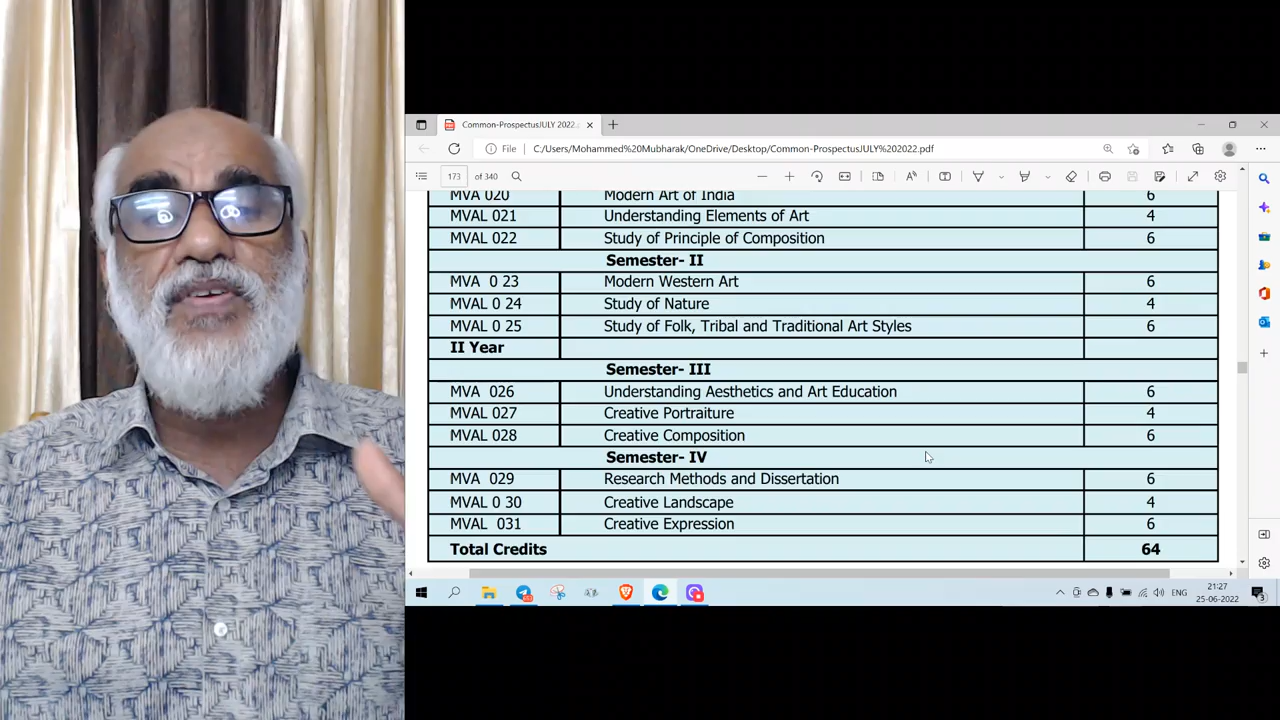 Common-ProspectusJULY 2022.
File C:/Users/Mohammed%20Mubharak/OneDrive/Desktop/Common-ProspectusJULY%202022.pdf
173 of 340
MVA 020 Modern Art of India 6
MVAL 021 Understanding Elements of Art 4
MVAL 022 Study of Principle of Composition 6
Semester- II
MVA 0 23 Modern Western Art 6
MVAL 0 24 Study of Nature 4
MVAL 0 25 Study of Folk, Tribal and Traditional Art Styles 6
II Year
Semester- III
MVA 026 Understanding Aesthetics and Art Education 6
MVAL 027 Creative Portraiture 4
MVAL 028 Creative Composition 6
Semester- IV
MVA 029 Research Methods and Dissertation 6
MVAL 0 30 Creative Landscape 4
MVAL 031 Creative Expression 6
Total Credits 64
ENG 21:27
25-06-2022